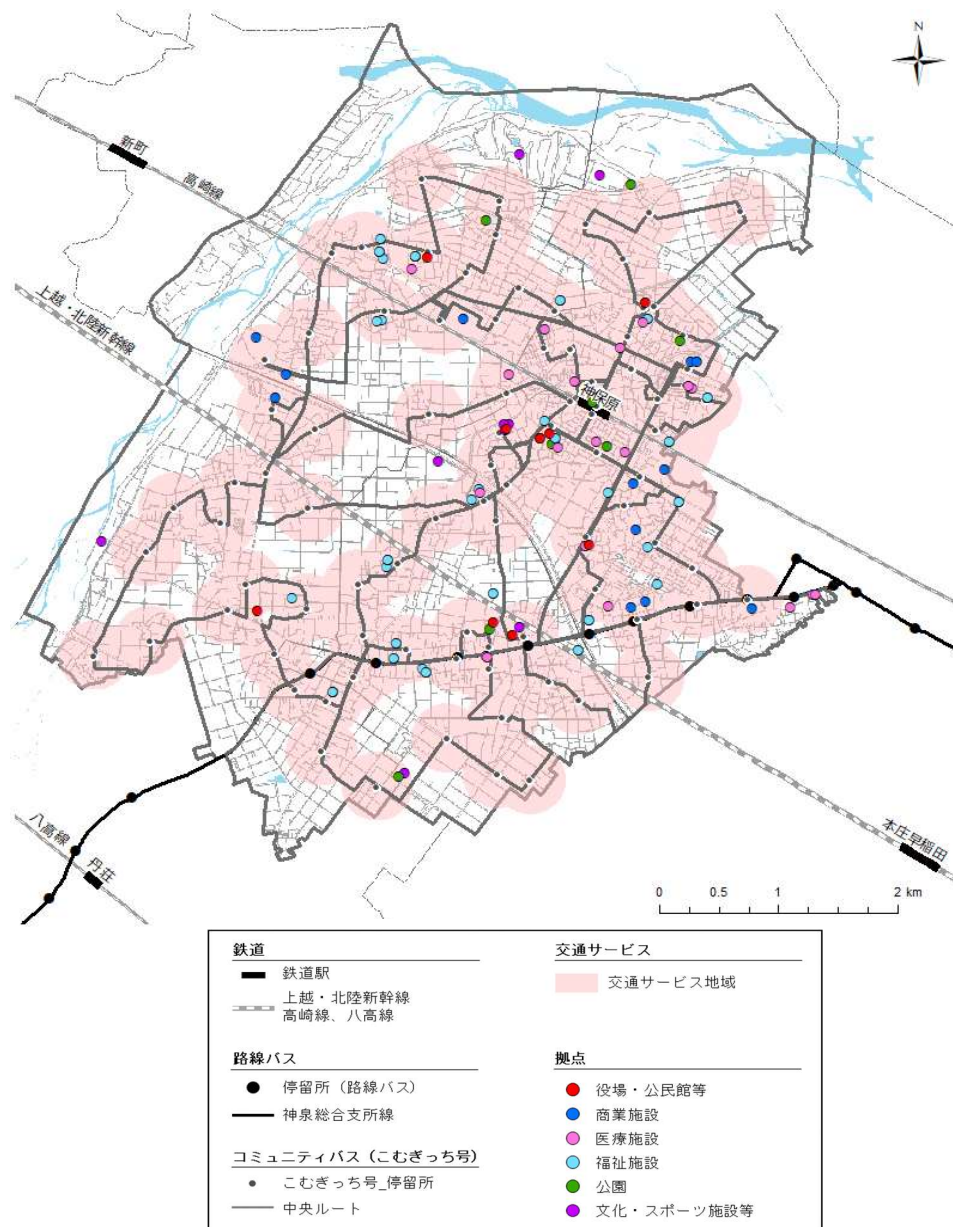 N
新町
高崎線
上越・北陸新幹線
神保原
本庄早稲田
八高線
丹荘
0 0.5 1 2 km
鉄道
鉄道駅
上越・北陸新幹線
高崎線、八高線
路線バス
停留所（路線バス）
神泉総合支所線
コミュニティバス（こむぎっち号）
こむぎっち号_停留所
中央ルート
交通サービス
交通サービス地域
拠点
役場・公民館等
商業施設
医療施設
福祉施設
公園
文化・スポーツ施設等